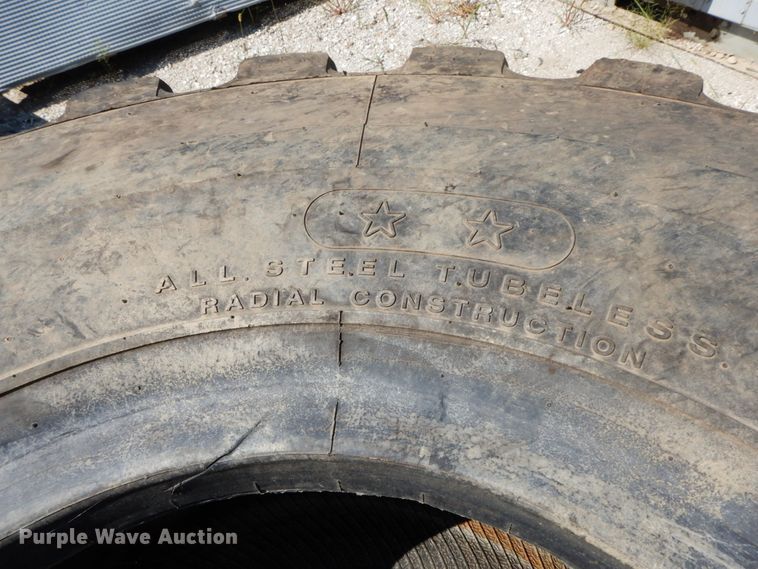 ALL STEEL TUBELESS
RADIAL CONSTRUCTION
Purple Wave Auction